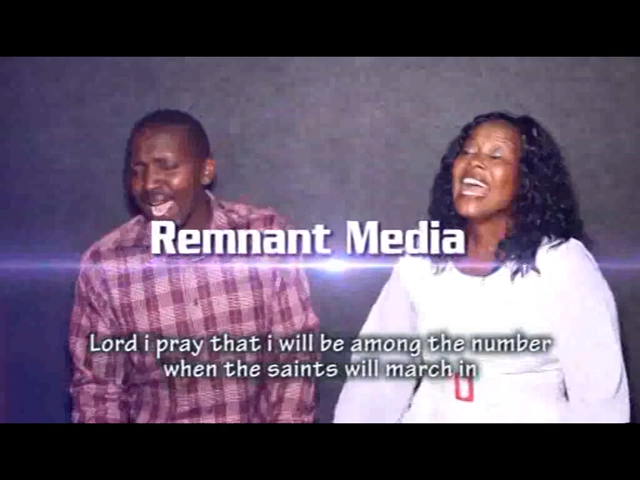 Remnant Media
Lord i pray that i will be among the number
when the saints will march in